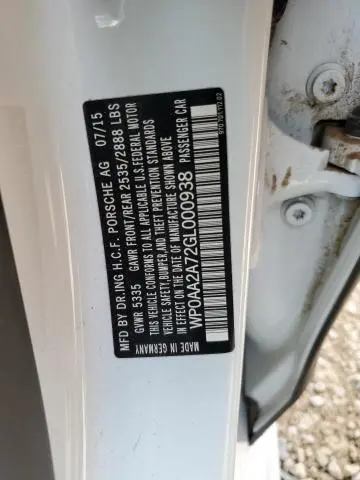 MFD BY DR.ING H.C.F. PORSCHE AG 07/15
GVWR 5335 GAWR FRONT/REAR 2535/2888 LBS
THIS VEHICLE CONFORMS TO ALL APPLICABLE U.S.FEDERAL MOTOR
VEHICLE SAFETY,BUMPER,AND THEFT PREVENTION STANDARDS
IN EFFECT ON THE DATE OF MANUFACTURE SHOWN ABOVE
WP0AA2A72GL000938 PASSENGER CAR
MADE IN GERMANY